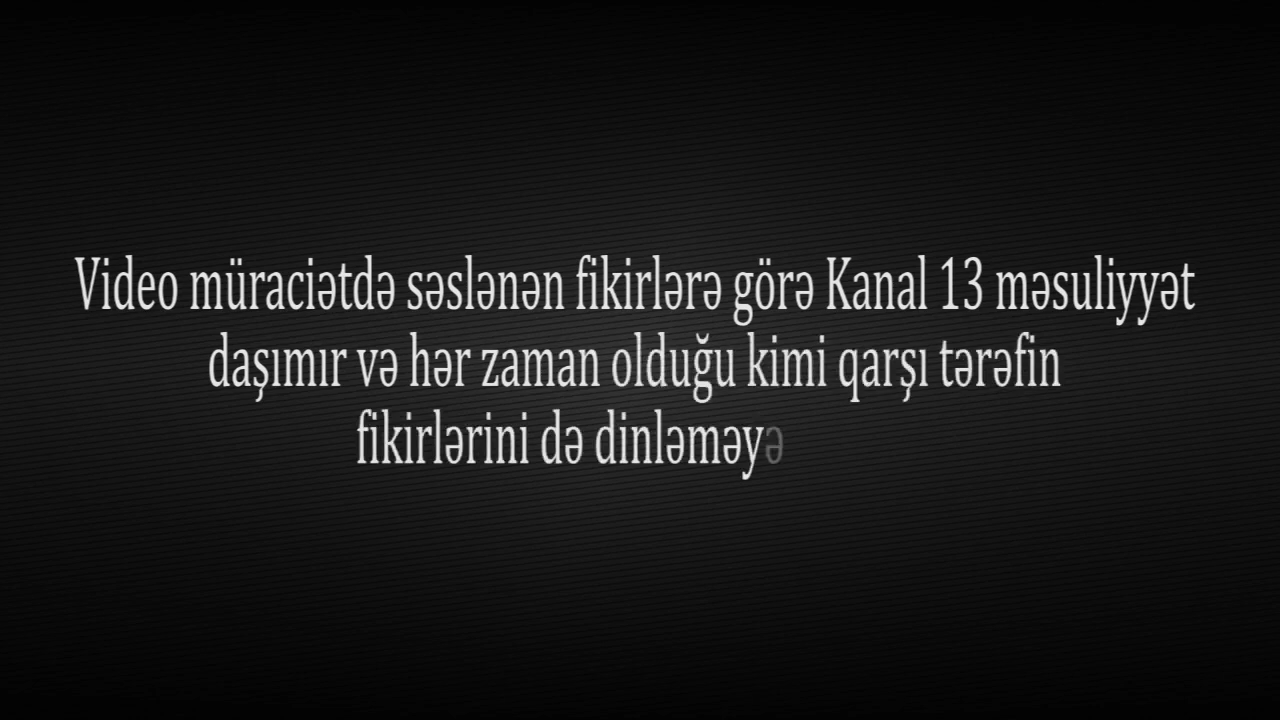 Video müraciətdə səslənən fikirlərə görə Kanal 13 məsuliyyət
daşımır və hər zaman olduğu kimi qarşı tərəfin
fikirlərini də dinləməyə